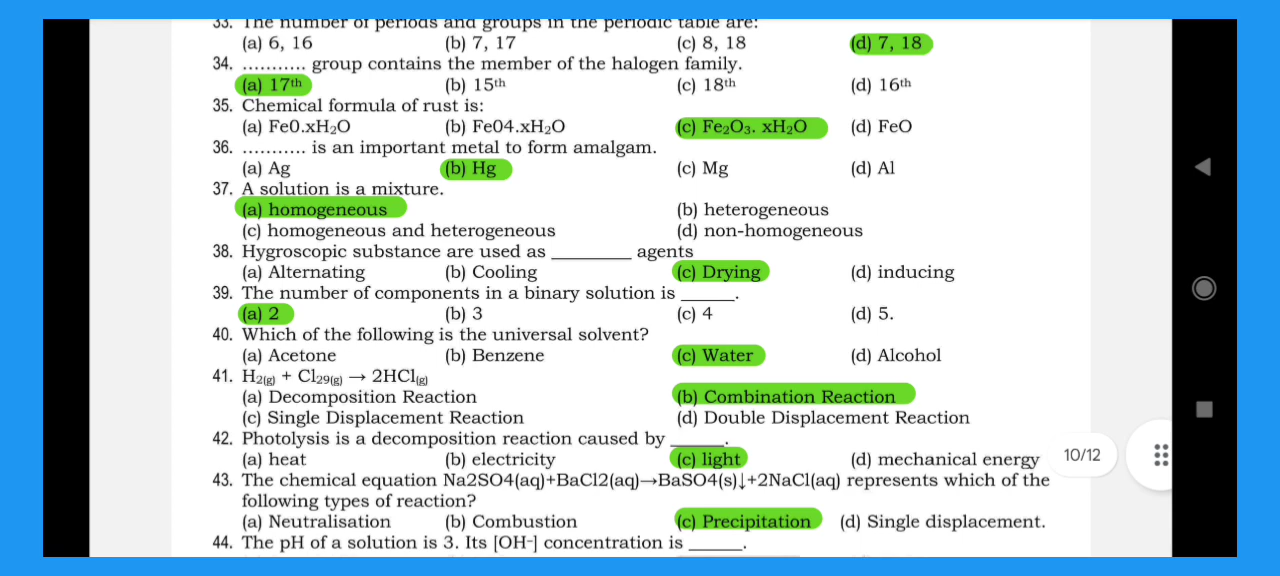 33. The number of periods and groups in the periodic table are:
(a) 6, 16 (b) 7, 17 (c) 8, 18 (d) 7, 18
34. ........... group contains the member of the halogen family.
(a) 17th (b) 15th (c) 18th (d) 16th
35. Chemical formula of rust is:
(a) Fe0.xH₂O (b) Fe04.xH₂O (c) Fe₂O₃. xH₂O (d) FeO
36. ........... is an important metal to form amalgam.
(a) Ag (b) Hg (c) Mg (d) Al
37. A solution is a mixture.
(a) homogeneous (b) heterogeneous
(c) homogeneous and heterogeneous (d) non-homogeneous
38. Hygroscopic substance are used as ________ agents
(a) Alternating (b) Cooling (c) Drying (d) inducing
39. The number of components in a binary solution is ______.
(a) 2 (b) 3 (c) 4 (d) 5.
40. Which of the following is the universal solvent?
(a) Acetone (b) Benzene (c) Water (d) Alcohol
41. H2(g) + Cl29(g) → 2HCl(g)
(a) Decomposition Reaction (b) Combination Reaction
(c) Single Displacement Reaction (d) Double Displacement Reaction
42. Photolysis is a decomposition reaction caused by ______.
(a) heat (b) electricity (c) light (d) mechanical energy
10/12
43. The chemical equation Na2SO4(aq)+BaCl2(aq)→BaSO4(s)↓+2NaCl(aq) represents which of the
following types of reaction?
(a) Neutralisation (b) Combustion (c) Precipitation (d) Single displacement.
44. The pH of a solution is 3. Its [OH-] concentration is ______.